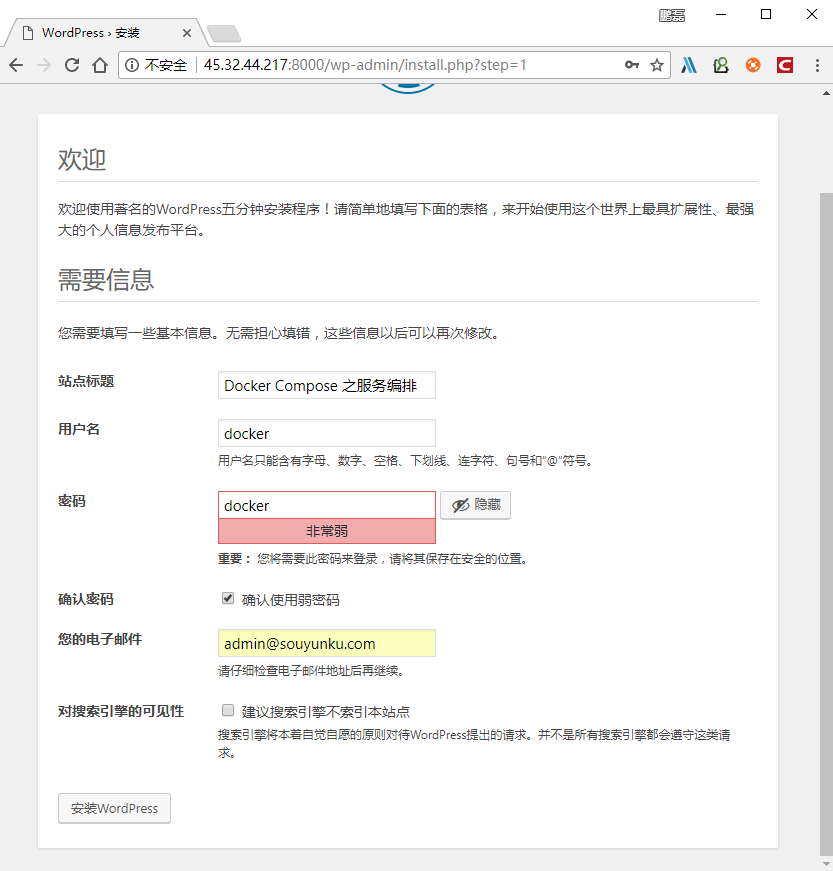 鹏磊
WordPress › 安装
不安全 45.32.44.217:8000/wp-admin/install.php?step=1
欢迎
欢迎使用著名的WordPress五分钟安装程序！请简单地填写下面的表格，来开始使用这个世界上最具扩展性、最强
大的个人信息发布平台。
需要信息
您需要填写一些基本信息。无需担心填错，这些信息以后可以再次修改。
站点标题 Docker Compose 之服务编排
用户名 docker
用户名只能含有字母、数字、空格、下划线、连字符、句号和“@”符号。
密码 docker 隐藏
非常弱
重要： 您将需要此密码来登录，请将其保存在安全的位置。
确认密码 确认使用弱密码
您的电子邮件 admin@souyunku.com
请仔细检查电子邮件地址后再继续。
对搜索引擎的可见性 建议搜索引擎不索引本站点
搜索引擎将本着自觉自愿的原则对待WordPress提出的请求。并不是所有搜索引擎都会遵守这类请
求。
安装WordPress